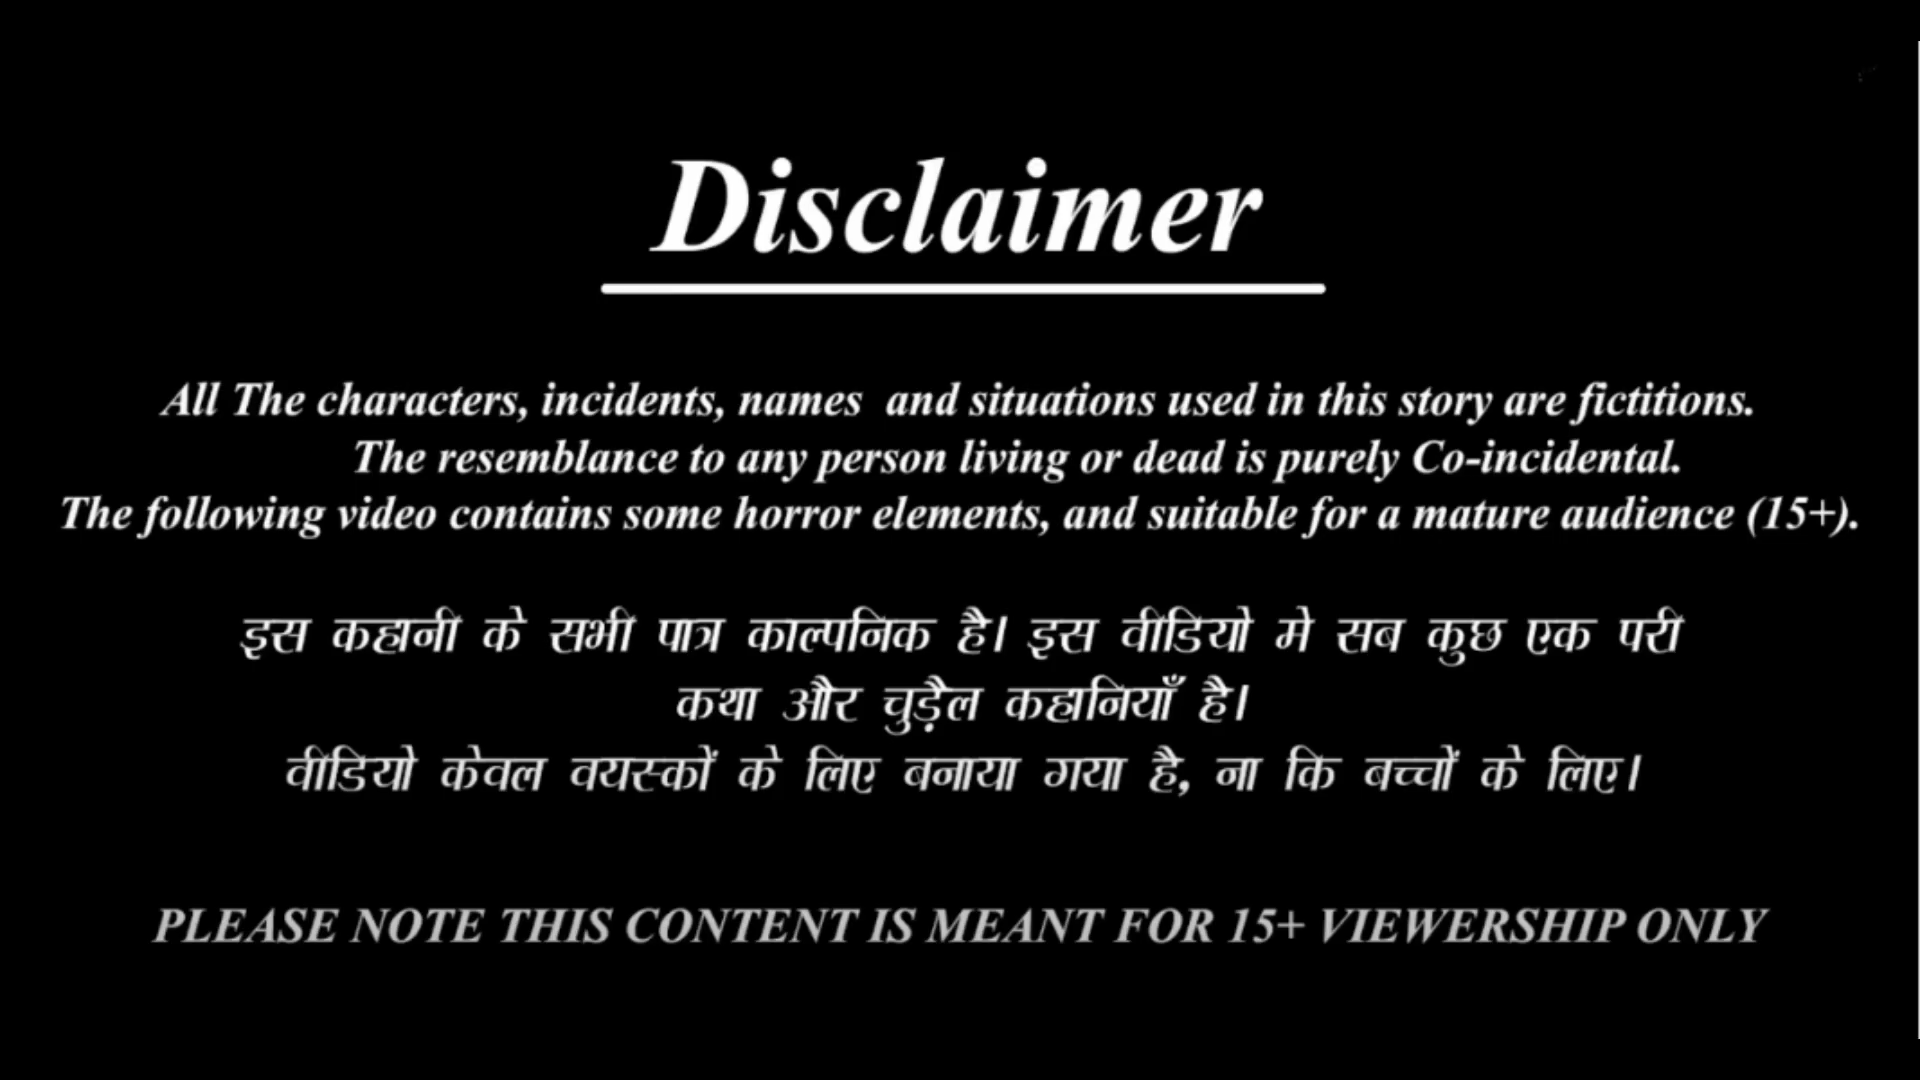 Disclaimer
All The characters, incidents, names and situations used in this story are fictitions.
The resemblance to any person living or dead is purely Co-incidental.
The following video contains some horror elements, and suitable for a mature audience (15+).
इस कहानी के सभी पात्र काल्पनिक है। इस वीडियो मे सब कुछ एक परी
कथा और चुड़ैल कहानियाँ है।
वीडियो केवल वयस्कों के लिए बनाया गया है, ना कि बच्चों के लिए।
PLEASE NOTE THIS CONTENT IS MEANT FOR 15+ VIEWERSHIP ONLY